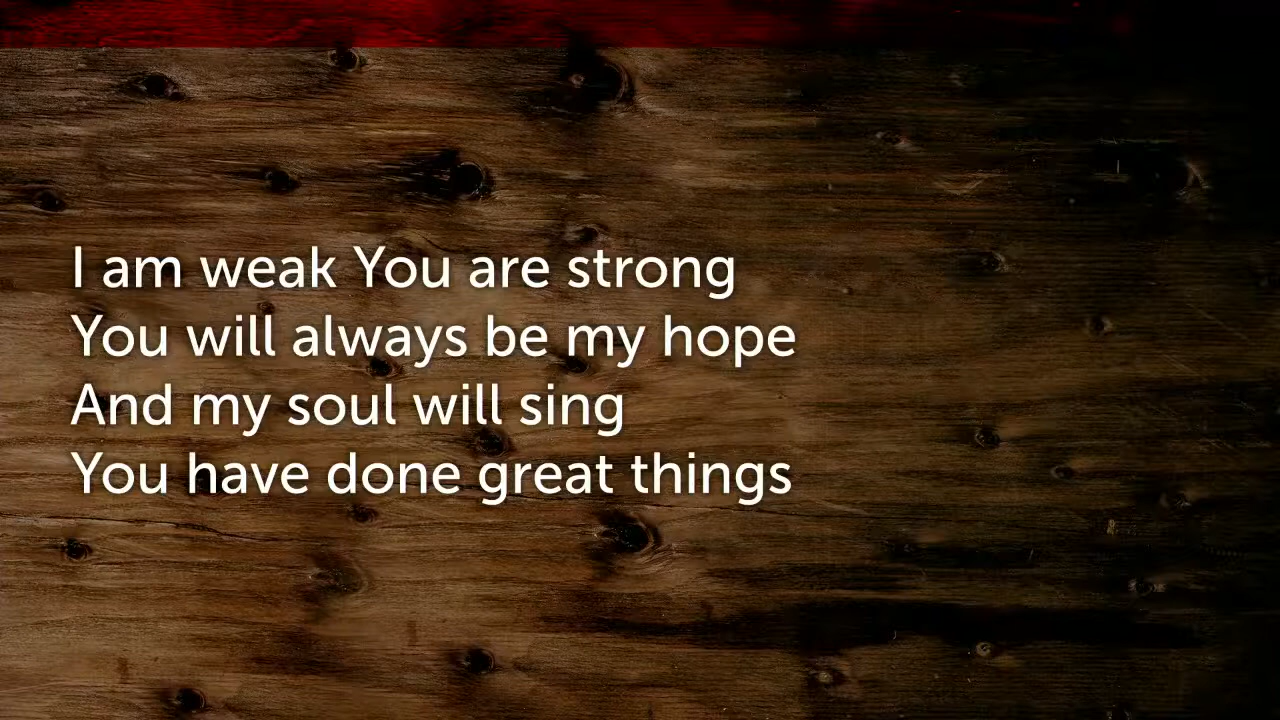 I am weak You are strong
You will always be my hope
And my soul will sing
You have done great things